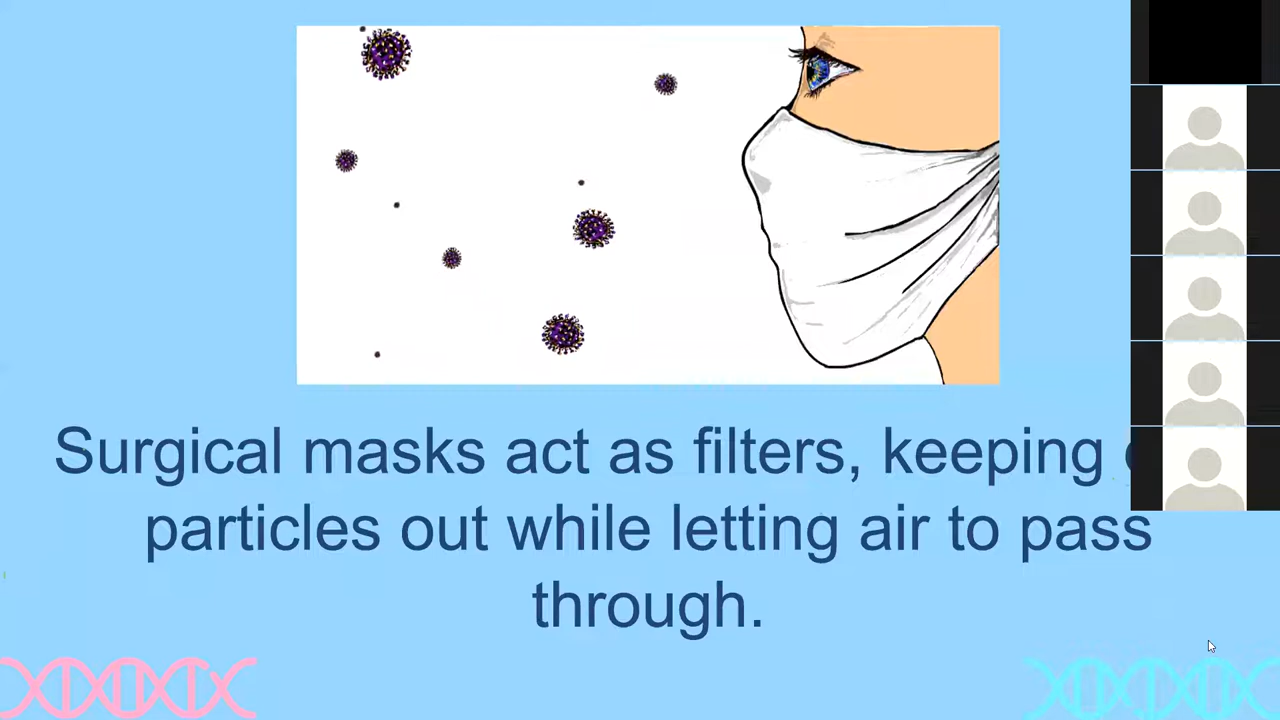 Surgical masks act as filters, keeping
particles out while letting air to pass
through.